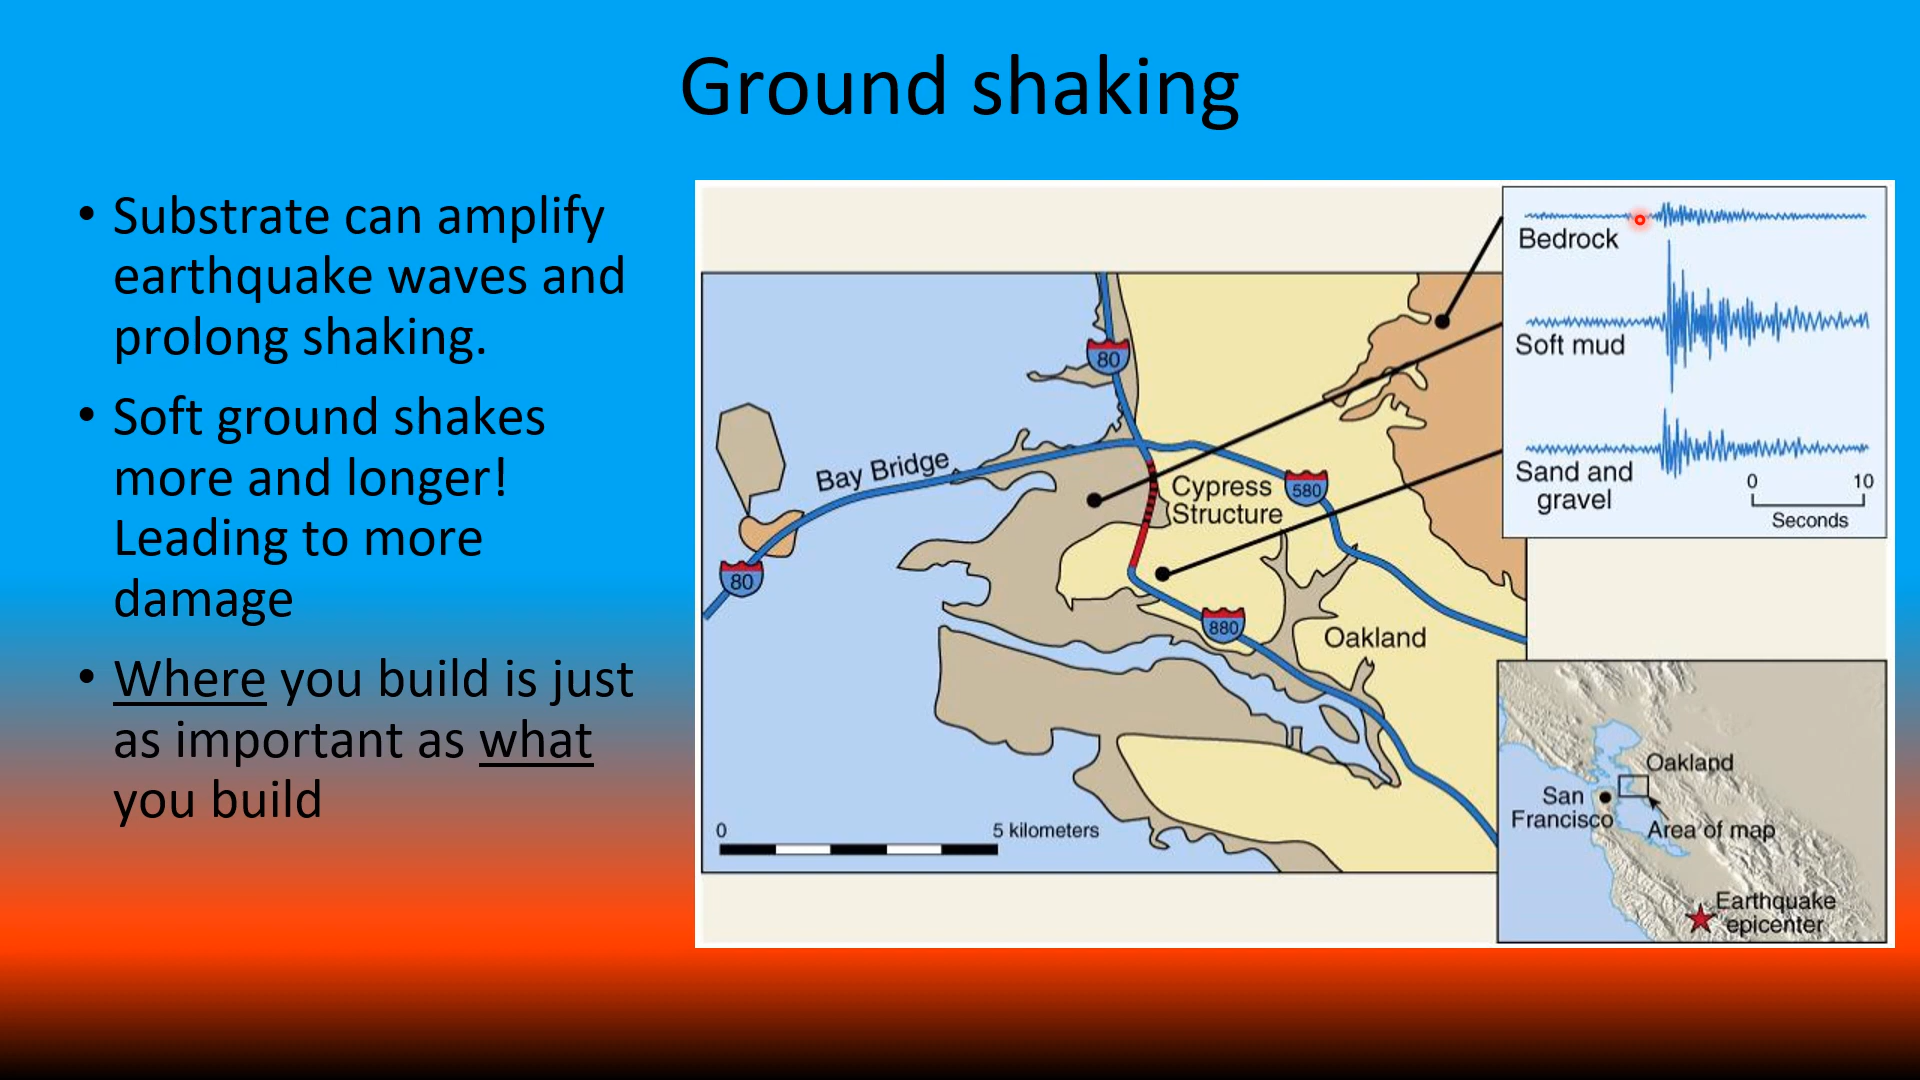 Ground shaking
• Substrate can amplify
earthquake waves and
prolong shaking.
• Soft ground shakes
more and longer!
Leading to more
damage
• Where you build is just
as important as what
you build
Bedrock
Soft mud
Sand and
gravel
0 10
Seconds
80
Bay Bridge
Cypress
Structure
580
80
880
Oakland
0 5 kilometers
Oakland
San
Francisco
Area of map
Earthquake
epicenter